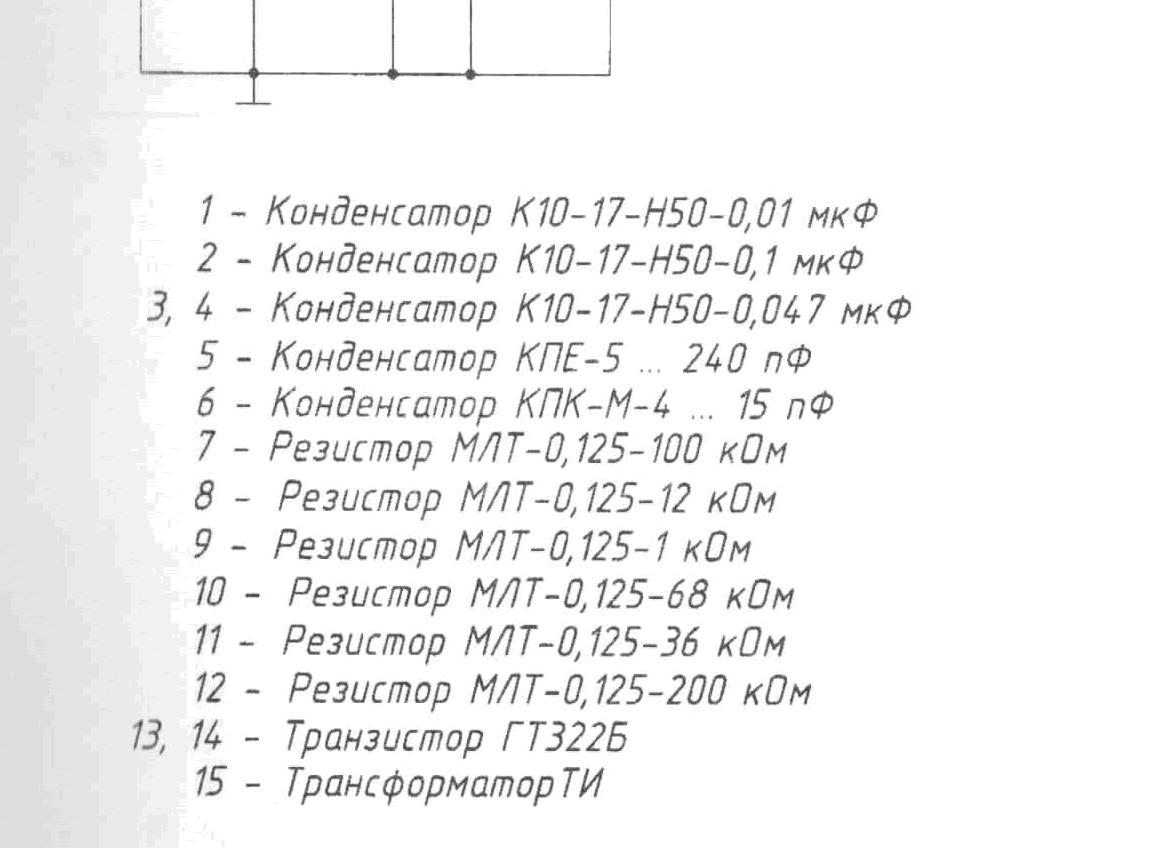 1 - Конденсатор К10-17-Н50-0,01 мкФ
2 - Конденсатор К10-17-Н50-0,1 мкФ
3, 4 - Конденсатор К10-17-Н50-0,047 мкФ
5 - Конденсатор КПЕ-5 ... 240 пФ
6 - Конденсатор КПК-М-4 ... 15 пФ
7 - Резистор МЛТ-0,125-100 кОм
8 - Резистор МЛТ-0,125-12 кОм
9 - Резистор МЛТ-0,125-1 кОм
10 - Резистор МЛТ-0,125-68 кОм
11 - Резистор МЛТ-0,125-36 кОм
12 - Резистор МЛТ-0,125-200 кОм
13, 14 - Транзистор ГТ322Б
15 - Трансформатор ТИ